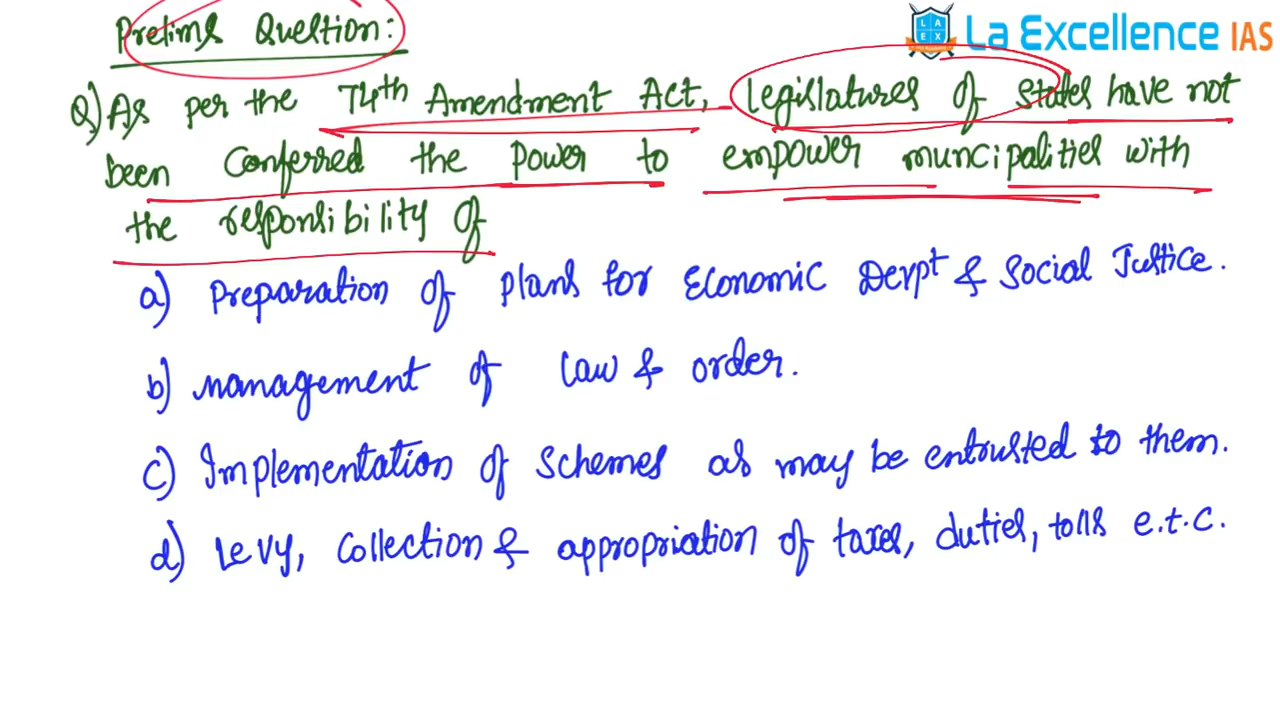 Prelims Question:
La Excellence IAS
Q) As per the 74th Amendment Act, legislatures of States have not
been Conferred the power to empower muncipalities with
the responsibility of
a) Preparation of plans for Economic Devpt & Social Justice.
b) management of law & order.
c) Implementation of Schemes as may be entrusted to them.
d) Levy, Collection & appropriation of taxes, duties, tolls e.t.c.